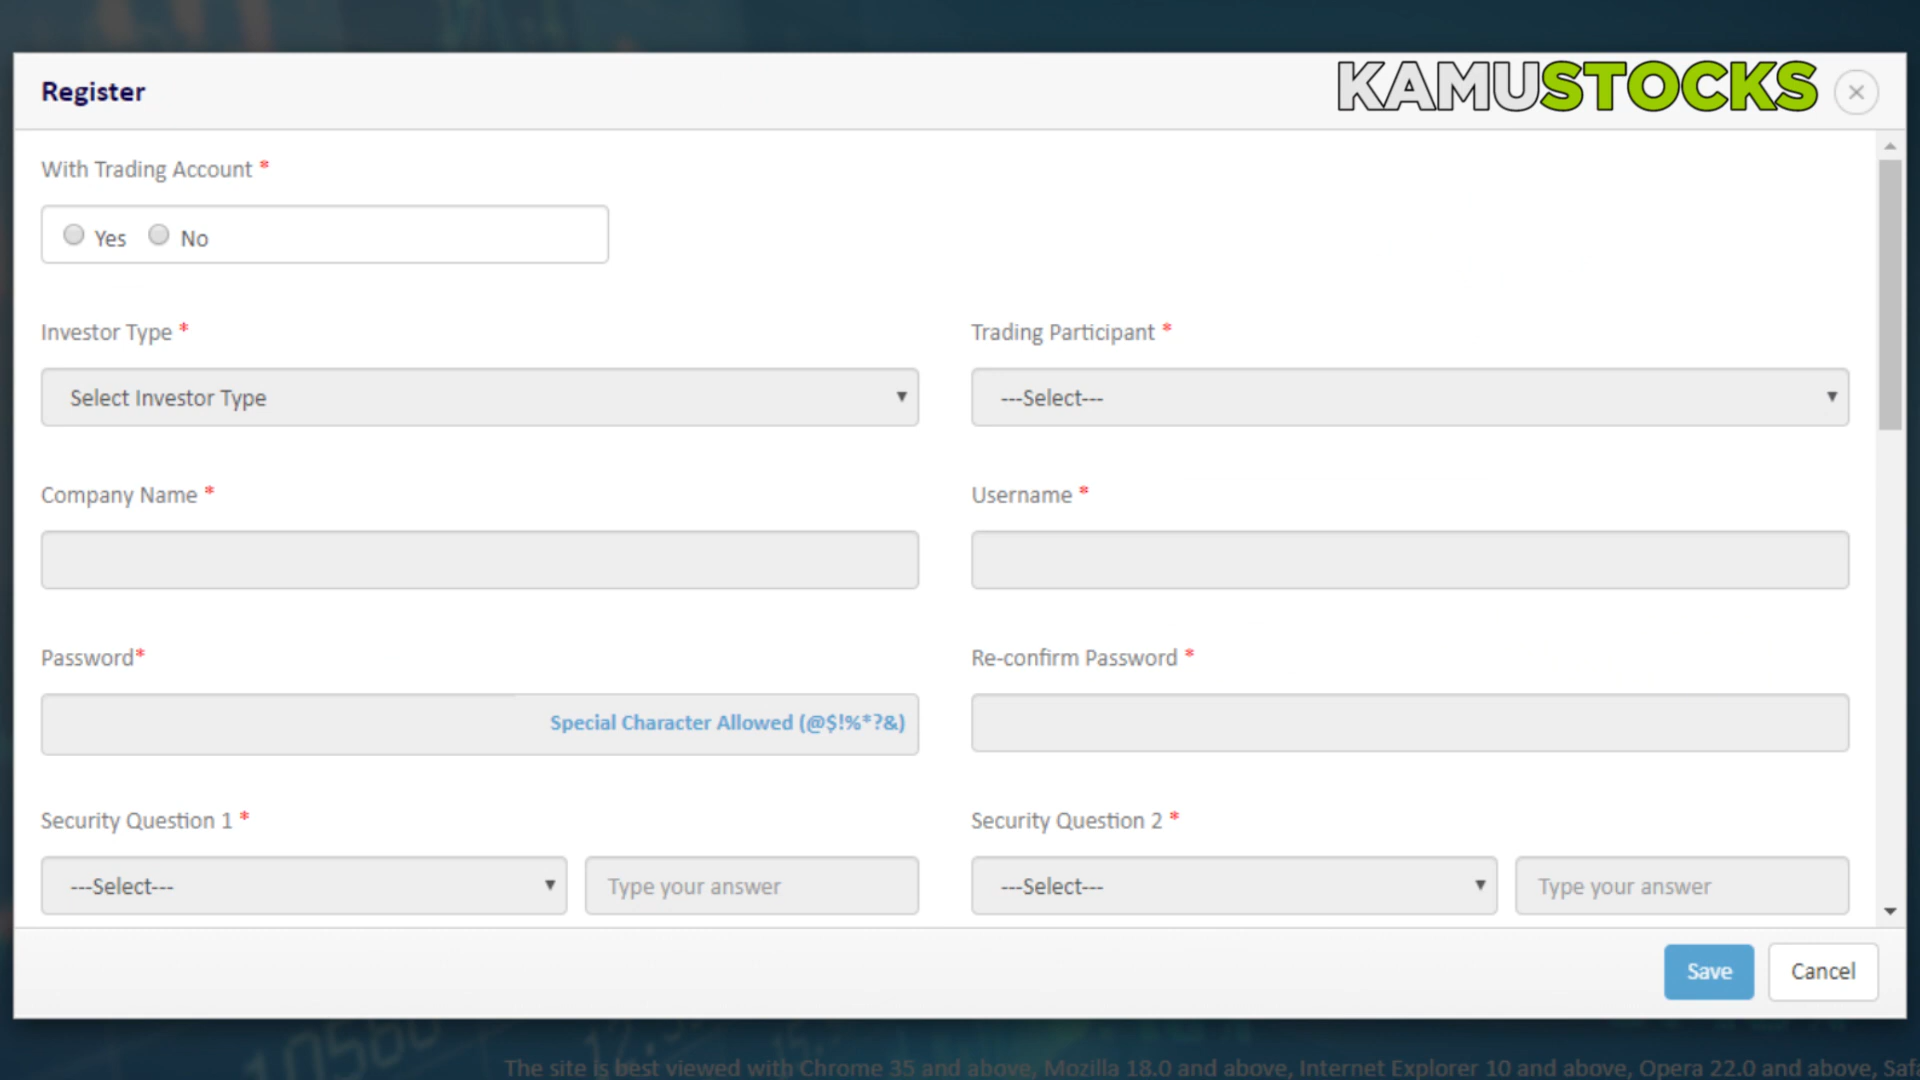 Register
KAMUSTOCKS
With Trading Account *
Yes No
Investor Type * Trading Participant *
Select Investor Type ---Select---
Company Name * Username *
Password* Re-confirm Password *
Special Character Allowed (@$!%*?&)
Security Question 1 * Security Question 2 *
---Select--- Type your answer ---Select--- Type your answer
Save Cancel
The site is best viewed with Chrome 35 and above, Mozilla 18.0 and above, Internet Explorer 10 and above, Opera 22.0 and above,